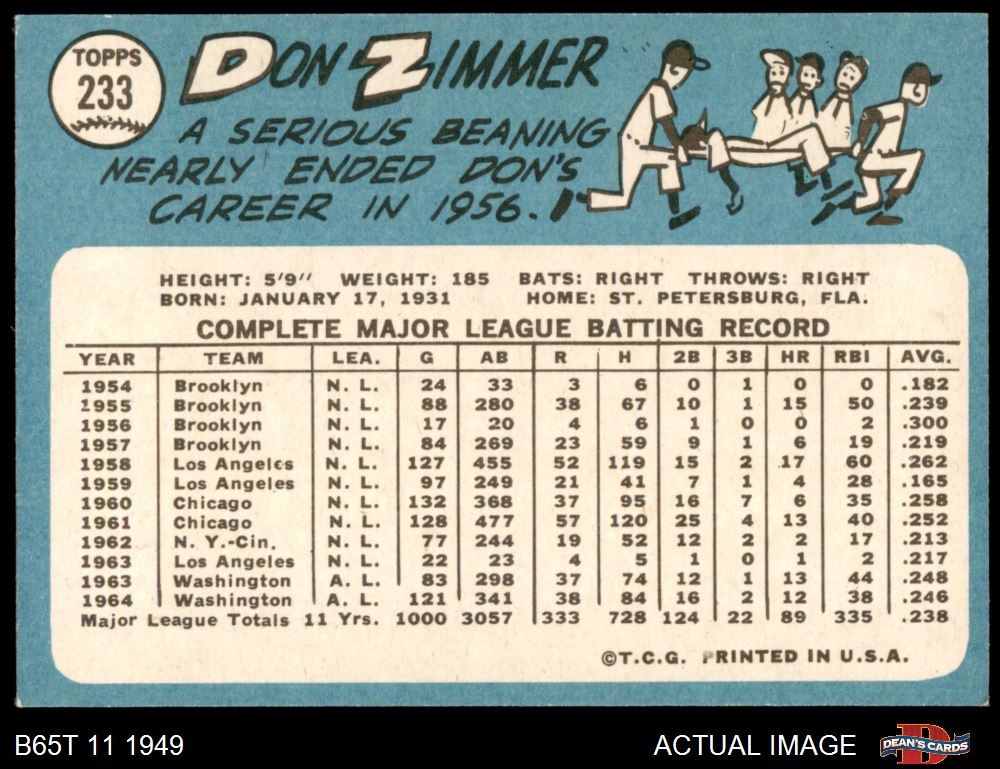 TOPPS
233
DON ZIMMER
A SERIOUS BEANING
NEARLY ENDED DON'S
CAREER IN 1956.
HEIGHT: 5'9" WEIGHT: 185 BATS: RIGHT THROWS: RIGHT
BORN: JANUARY 17, 1931 HOME: ST. PETERSBURG, FLA.
COMPLETE MAJOR LEAGUE BATTING RECORD
YEAR TEAM LEA. G AB R H 2B 3B HR RBI AVG.
1954 Brooklyn N. L. 24 33 3 6 0 1 0 0 .182
1955 Brooklyn N. L. 88 280 38 67 10 1 15 50 .239
1956 Brooklyn N. L. 17 20 4 6 1 0 0 2 .300
1957 Brooklyn N. L. 84 269 23 59 9 1 6 19 .219
1958 Los Angeles N. L. 127 455 52 119 15 2 17 60 .262
1959 Los Angeles N. L. 97 249 21 41 7 1 4 28 .165
1960 Chicago N. L. 132 368 37 95 16 7 6 35 .258
1961 Chicago N. L. 128 477 57 120 25 4 13 40 .252
1962 N. Y.-Cin. N. L. 77 244 19 52 12 2 2 17 .213
1963 Los Angeles N. L. 22 23 4 5 1 0 1 2 .217
1963 Washington A. L. 83 298 37 74 12 1 13 44 .248
1964 Washington A. L. 121 341 38 84 16 2 12 38 .246
Major League Totals 11 Yrs. 1000 3057 333 728 124 22 89 335 .238
©T.C.G. PRINTED IN U.S.A.
B65T 11 1949 ACTUAL IMAGE DEAN'S CARDS